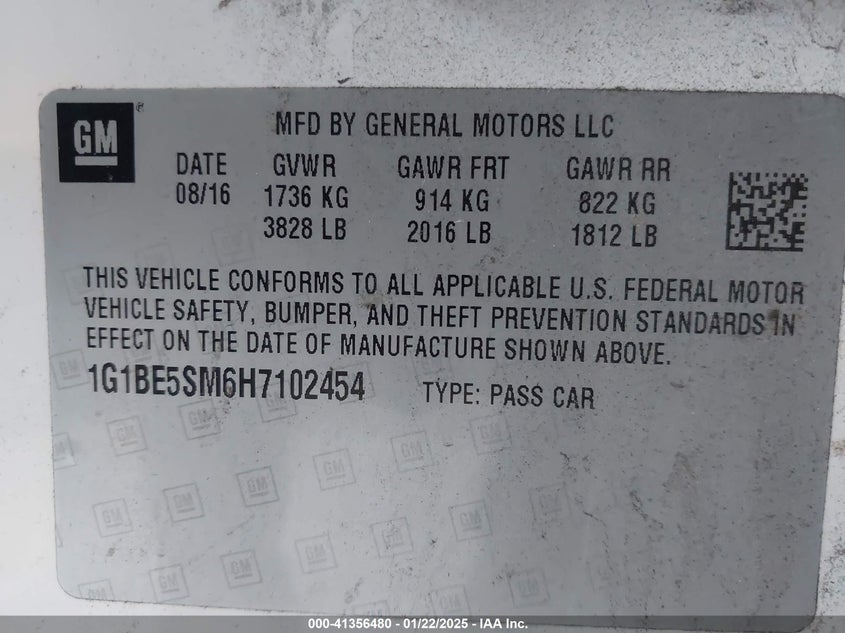 GM
MFD BY GENERAL MOTORS LLC
DATE GVWR GAWR FRT GAWR RR
08/16 1736 KG 914 KG 822 KG
3828 LB 2016 LB 1812 LB
THIS VEHICLE CONFORMS TO ALL APPLICABLE U.S. FEDERAL MOTOR
VEHICLE SAFETY, BUMPER, AND THEFT PREVENTION STANDARDS IN
EFFECT ON THE DATE OF MANUFACTURE SHOWN ABOVE.
1G1BE5SM6H7102454 TYPE: PASS CAR
000-41356480 - 01/22/2025 - IAA Inc.